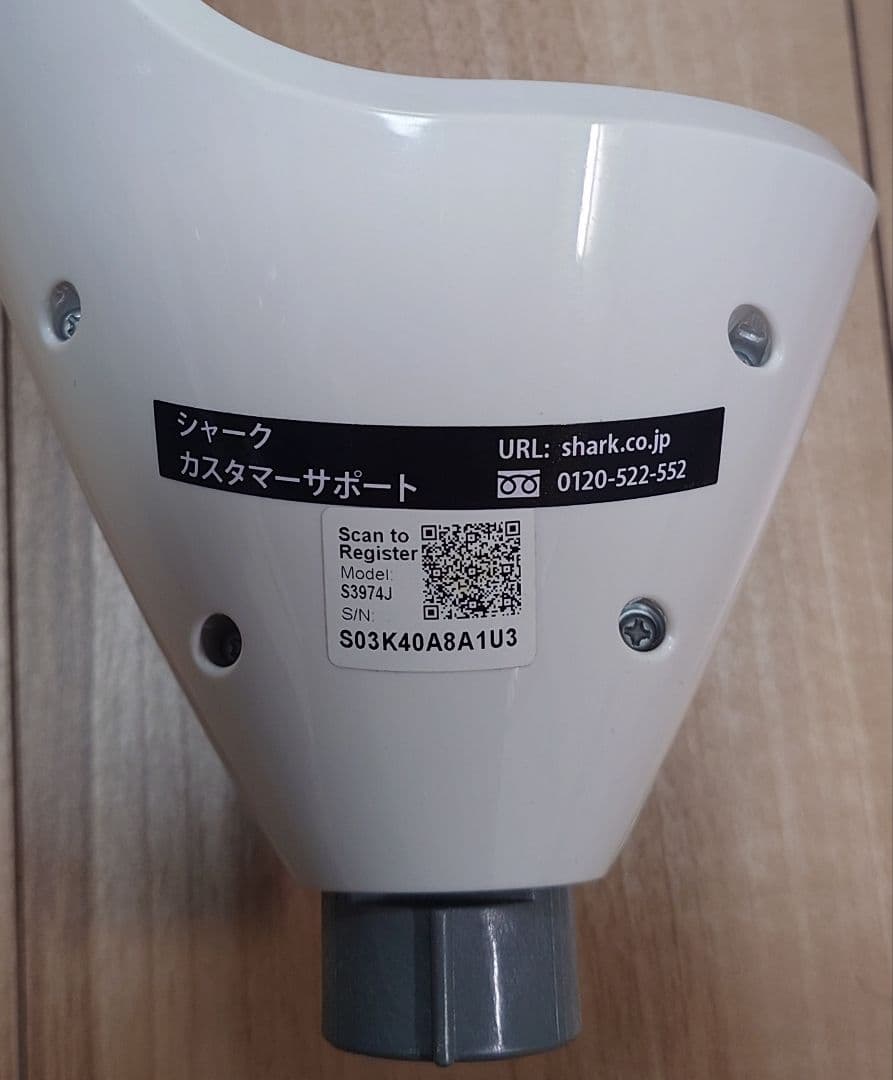 シャーク
カスタマーサポート
URL: shark.co.jp
0120-522-552
Scan to
Register
Model:
S3974J
S/N:
S03K40A8A1U3